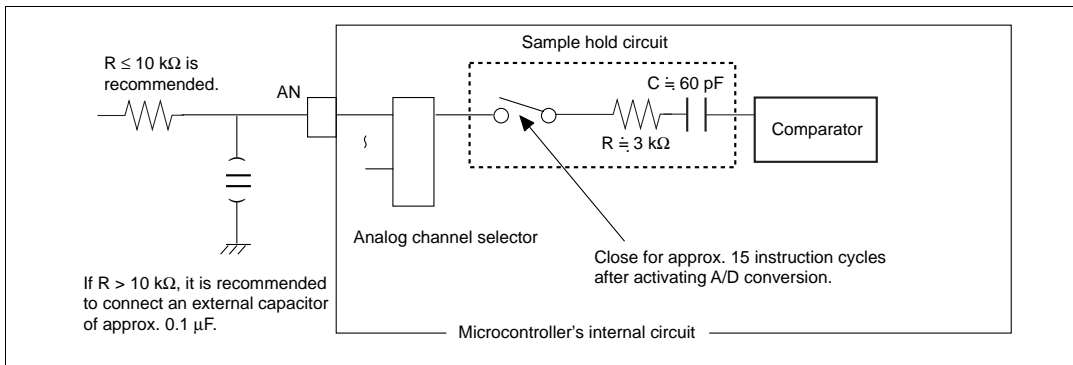 Sample hold circuit
R ≤ 10 kΩ is
recommended.
AN
C ≒ 60 pF
R ≒ 3 kΩ
Comparator
Analog channel selector
Close for approx. 15 instruction cycles
after activating A/D conversion.
If R > 10 kΩ, it is recommended
to connect an external capacitor
of approx. 0.1 µF.
Microcontroller's internal circuit